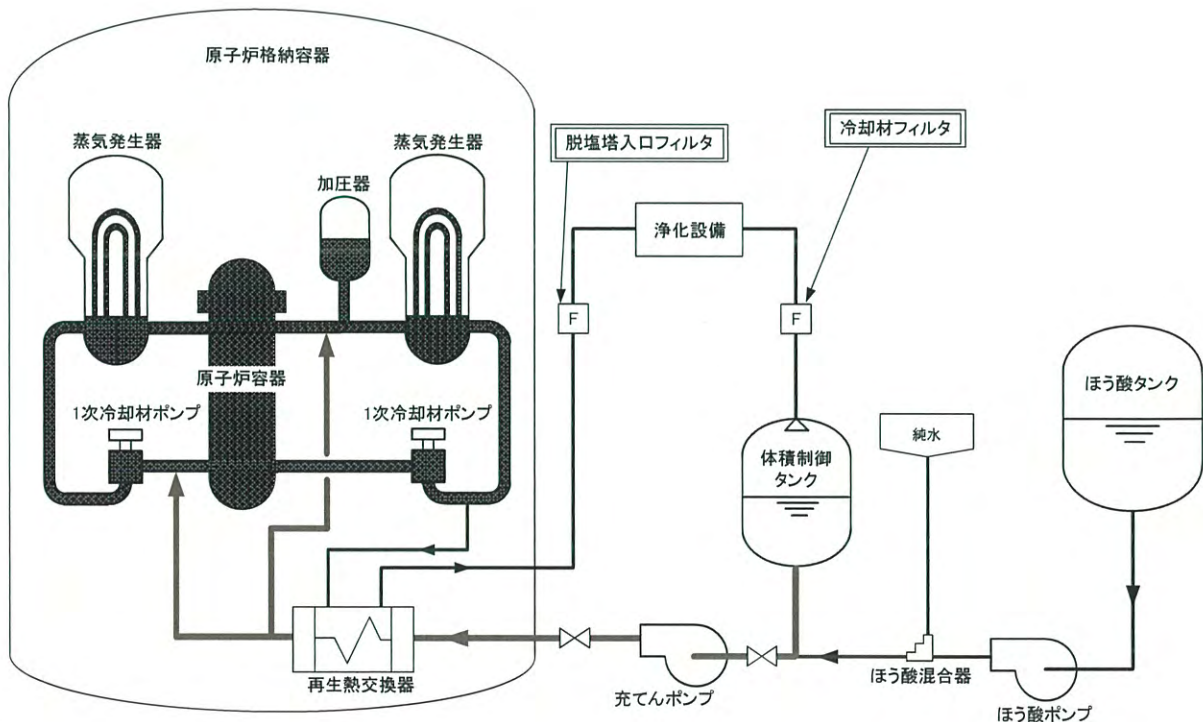 原子炉格納容器
蒸気発生器
蒸気発生器
加圧器
脱塩塔入口フィルタ
冷却材フィルタ
浄化設備
F
F
原子炉容器
1次冷却材ポンプ
1次冷却材ポンプ
体積制御
タンク
純水
ほう酸タンク
再生熱交換器
充てんポンプ
ほう酸混合器
ほう酸ポンプ